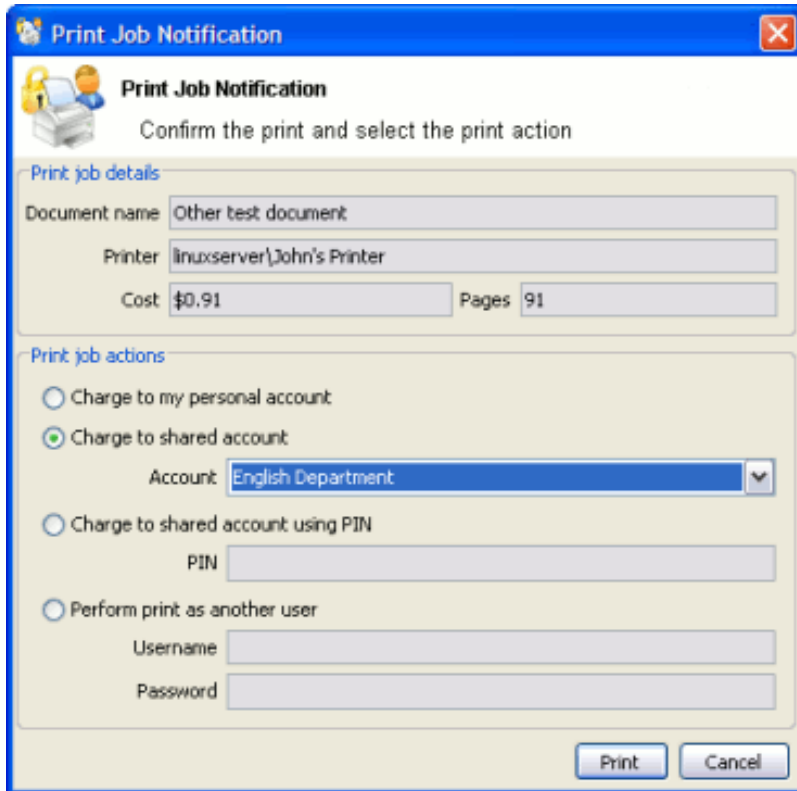 Print Job Notification
Print Job Notification
Confirm the print and select the print action
Print job details
Document name Other test document
Printer linuxserver\John's Printer
Cost $0.91 Pages 91
Print job actions
Charge to my personal account
Charge to shared account
Account English Department
Charge to shared account using PIN
PIN
Perform print as another user
Username
Password
Print Cancel